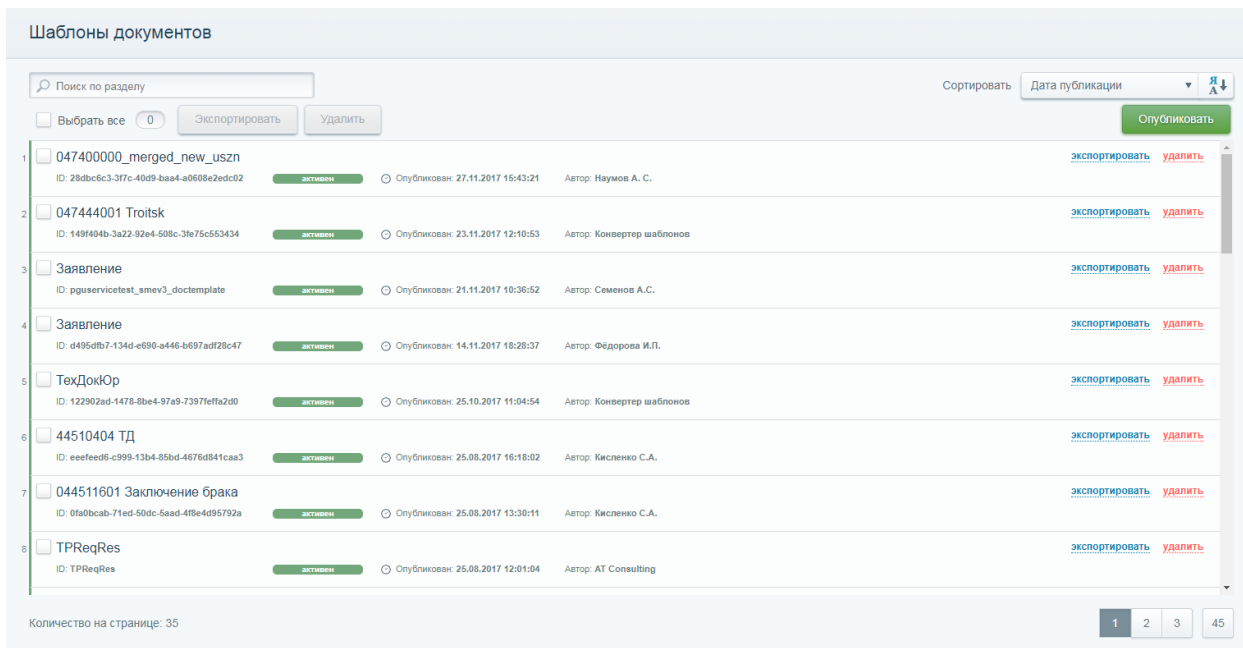 Шаблоны документов
Поиск по разделу
Сортировать Дата публикации Я А
Выбрать все 0 Экспортировать Удалить Опубликовать
1 047400000_merged_new_uszn экспортировать удалить
ID: 28dbc6c3-3f7c-40d9-baa4-a0608e2edc02 активен Опубликован: 27.11.2017 15:43:21 Автор: Наумов А. С.
2 047444001 Troitsk экспортировать удалить
ID: 149f404b-3a22-92e4-508c-3fe75c553434 активен Опубликован: 23.11.2017 12:10:53 Автор: Конвертер шаблонов
3 Заявление экспортировать удалить
ID: pguservicetest_smev3_doctemplate активен Опубликован: 21.11.2017 10:36:52 Автор: Семенов А.С.
4 Заявление экспортировать удалить
ID: d495dfb7-134d-e690-a446-b697adf28c47 активен Опубликован: 14.11.2017 18:28:37 Автор: Фёдорова И.П.
5 ТехДокЮр экспортировать удалить
ID: 122902ad-1478-8be4-97a9-7397feffa2d0 активен Опубликован: 25.10.2017 11:04:54 Автор: Конвертер шаблонов
6 44510404 ТД экспортировать удалить
ID: eeefeed6-c999-13b4-85bd-4676d841caa3 активен Опубликован: 25.08.2017 16:18:02 Автор: Кисленко С.А.
7 044511601 Заключение брака экспортировать удалить
ID: 0fa0bcab-71ed-50dc-5aad-4f8e4d95792a активен Опубликован: 25.08.2017 13:30:11 Автор: Кисленко С.А.
8 TPReqRes экспортировать удалить
ID: TPReqRes активен Опубликован: 25.08.2017 12:01:04 Автор: AT Consulting
Количество на странице: 35 1 2 3 45